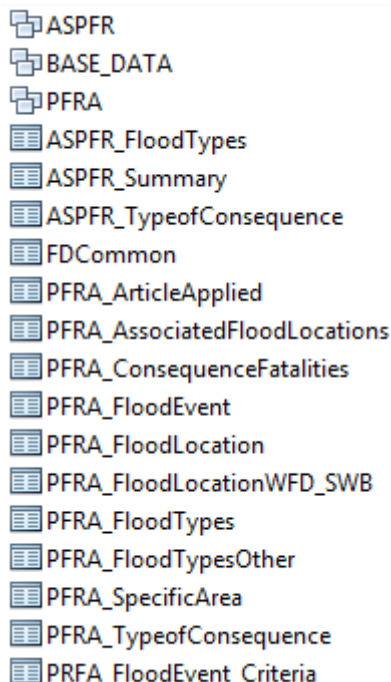 ASPFR
BASE_DATA
PFRA
ASPFR_FloodTypes
ASPFR_Summary
ASPFR_TypeofConsequence
FDCommon
PFRA_ArticleApplied
PFRA_AssociatedFloodLocations
PFRA_ConsequenceFatalities
PFRA_FloodEvent
PFRA_FloodLocation
PFRA_FloodLocationWFD_SWB
PFRA_FloodTypes
PFRA_FloodTypesOther
PFRA_SpecificArea
PFRA_TypeofConsequence
PRFA_FloodEvent_Criteria